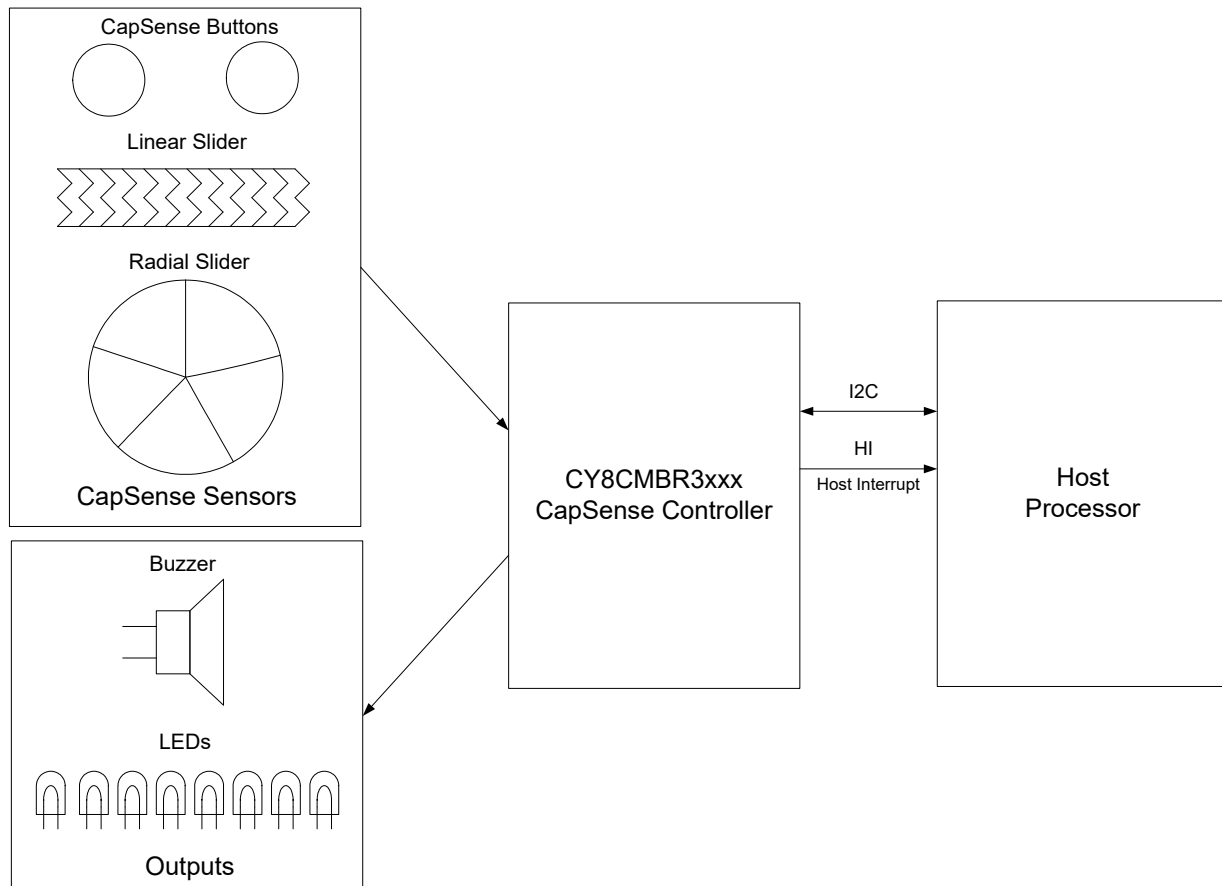 CapSense Buttons
Linear Slider
Radial Slider
CapSense Sensors
Buzzer
LEDs
Outputs
CY8CMBR3xxx
CapSense Controller
I2C
HI
Host Interrupt
Host
Processor